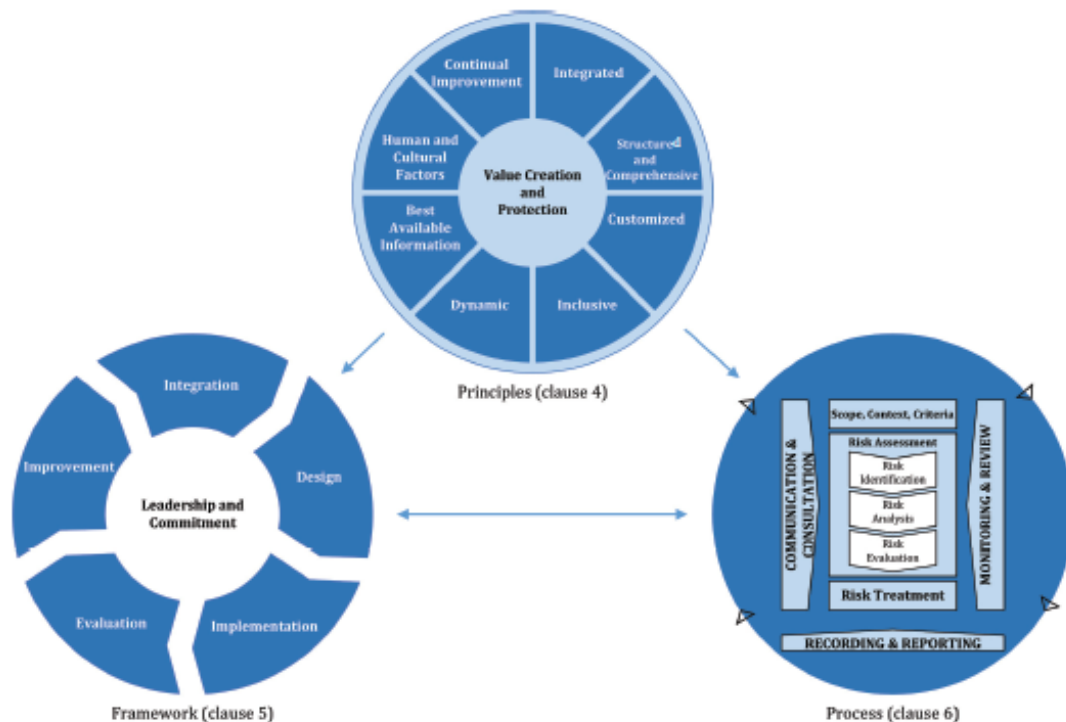 Continual
Improvement
Integrated
Human and
Cultural
Factors
Structured
and
Comprehensive
Value Creation
and
Protection
Best
Available
Information
Customized
Dynamic
Inclusive
Principles (clause 4)
Integration
Improvement
Design
Leadership and
Commitment
Evaluation
Implementation
Framework (clause 5)
Scope, Context, Criteria
Risk Assessment
Risk
Identification
Risk
Analysis
Risk
Evaluation
Risk Treatment
COMMUNICATION &
CONSULTATION
MONITORING & REVIEW
RECORDING & REPORTING
Process (clause 6)